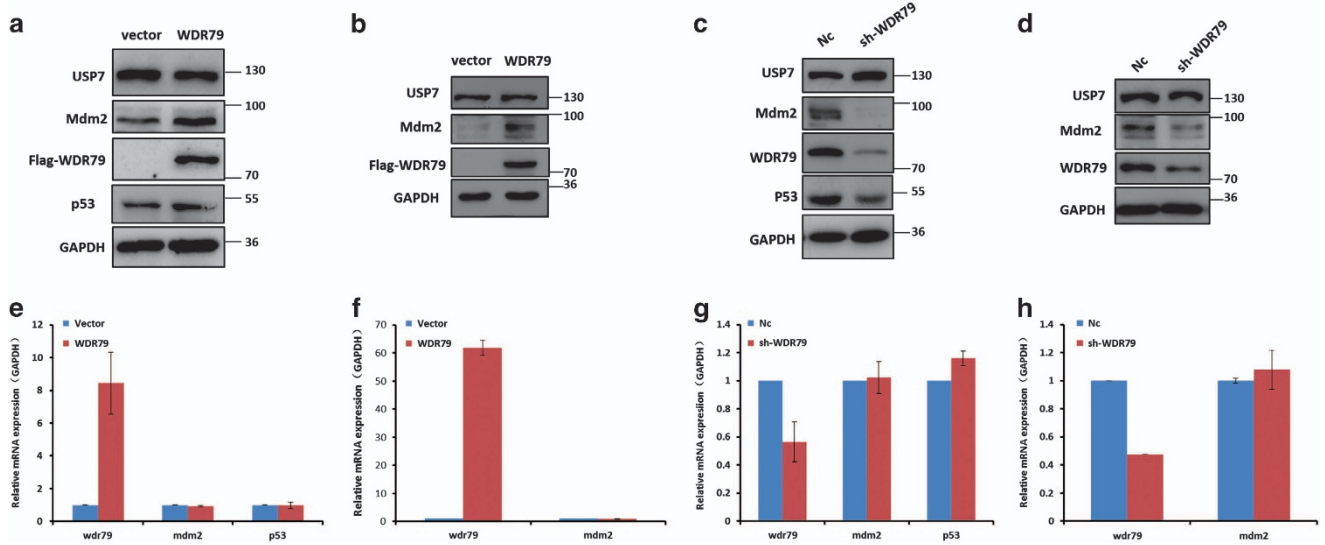 a
vector WDR79
USP7
130
100
Mdm2
Flag-WDR79
70
p53
55
GAPDH
36
b
vector WDR79
USP7
130
100
Mdm2
Flag-WDR79
70
36
GAPDH
c
Nc sh-WDR79
USP7
130
100
Mdm2
WDR79
70
P53
55
GAPDH
36
d
Nc sh-WDR79
USP7
130
100
Mdm2
WDR79
70
36
GAPDH
e
Relative mRNA expression（GAPDH）
12
10
8
6
4
2
0
Vector
WDR79
wdr79 mdm2 p53
f
Relative mRNA expression（GAPDH）
70
60
50
40
30
20
10
0
Vector
WDR79
wdr79 mdm2
g
Relative mRNA expression（GAPDH）
1.4
1.2
1
0.8
0.6
0.4
0.2
0
Nc
sh-WDR79
wdr79 mdm2 p53
h
Relative mRNA expresiion（GAPDH）
1.4
1.2
1
0.8
0.6
0.4
0.2
0
Nc
sh-WDR79
wdr79 mdm2